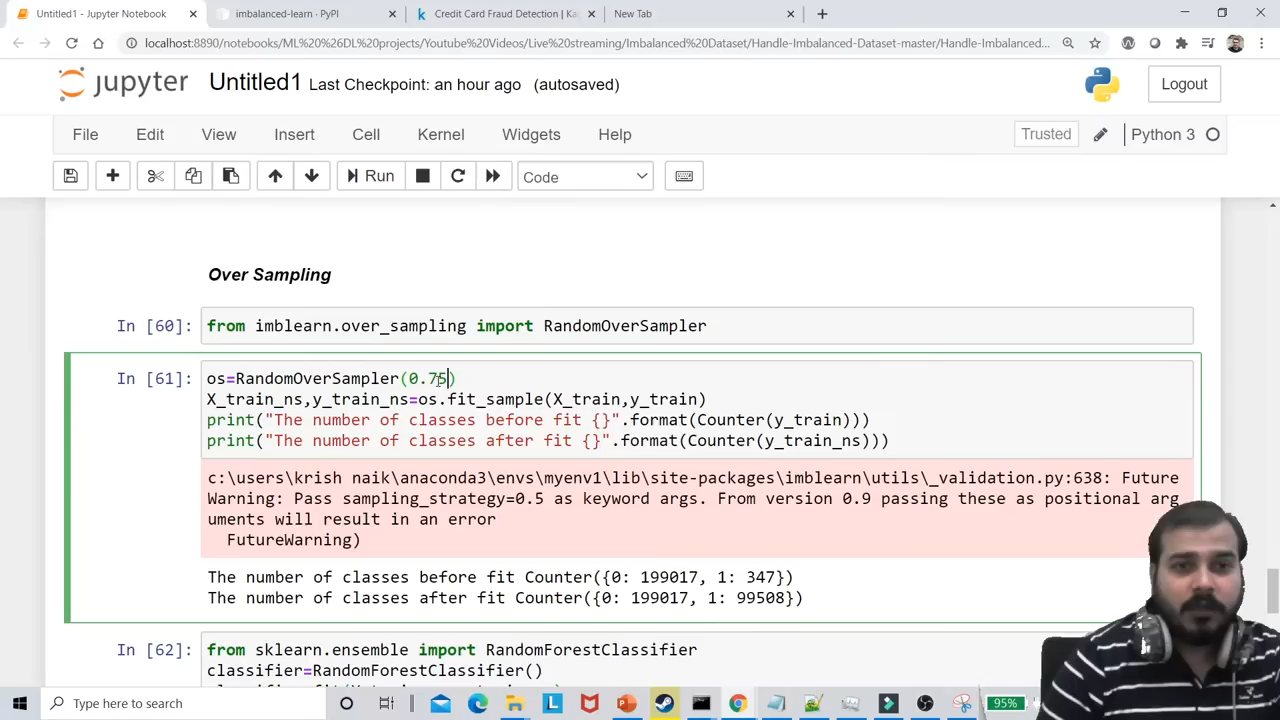 Untitled1 - Jupyter Notebook
imbalanced-learn · PyPI
Credit Card Fraud Detection | Ka
New Tab
localhost:8890/notebooks/ML%20%26%20DL%20projects/Youtube%20Videos/Live%20streaming/Imbalanced%20Dataset/Handle-Imbalanced-Dataset-master/Handle-Imbalanced...
jupyter Untitled1 Last Checkpoint: an hour ago (autosaved)
Logout
File Edit View Insert Cell Kernel Widgets Help
Trusted
Python 3
Run
Code
Over Sampling
In [60]: from imblearn.over_sampling import RandomOverSampler
In [61]: os=RandomOverSampler(0.75)
X_train_ns,y_train_ns=os.fit_sample(X_train,y_train)
print("The number of classes before fit {}".format(Counter(y_train)))
print("The number of classes after fit {}".format(Counter(y_train_ns)))
c:\users\krish naik\anaconda3\envs\myenv1\lib\site-packages\imblearn\utils\_validation.py:638: Future
Warning: Pass sampling_strategy=0.5 as keyword args. From version 0.9 passing these as positional arg
uments will result in an error
FutureWarning)
The number of classes before fit Counter({0: 199017, 1: 347})
The number of classes after fit Counter({0: 199017, 1: 99508})
In [62]: from sklearn.ensemble import RandomForestClassifier
classifier=RandomForestClassifier()
Type here to search
95%